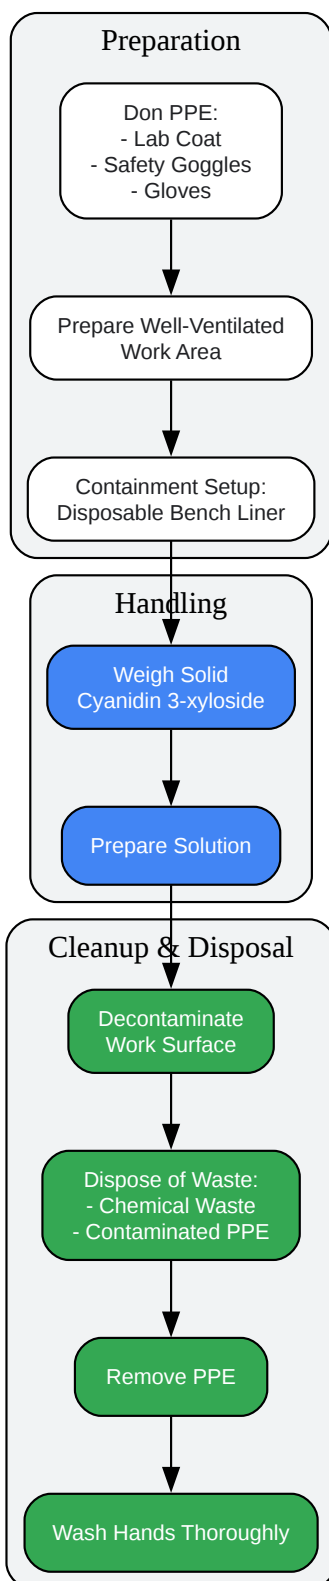 Preparation
Don PPE:
- Lab Coat
- Safety Goggles
- Gloves
Prepare Well-Ventilated
Work Area
Containment Setup:
Disposable Bench Liner
Handling
Weigh Solid
Cyanidin 3-xyloside
Prepare Solution
Cleanup & Disposal
Decontaminate
Work Surface
Dispose of Waste:
- Chemical Waste
- Contaminated PPE
Remove PPE
Wash Hands Thoroughly